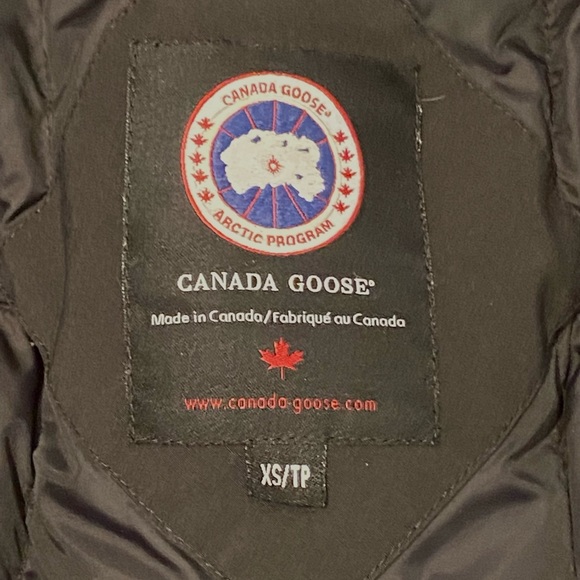 CANADA GOOSE®
ARCTIC PROGRAM
CANADA GOOSE®
Made in Canada/Fabriqué au Canada
www.canada-goose.com
XS/TP